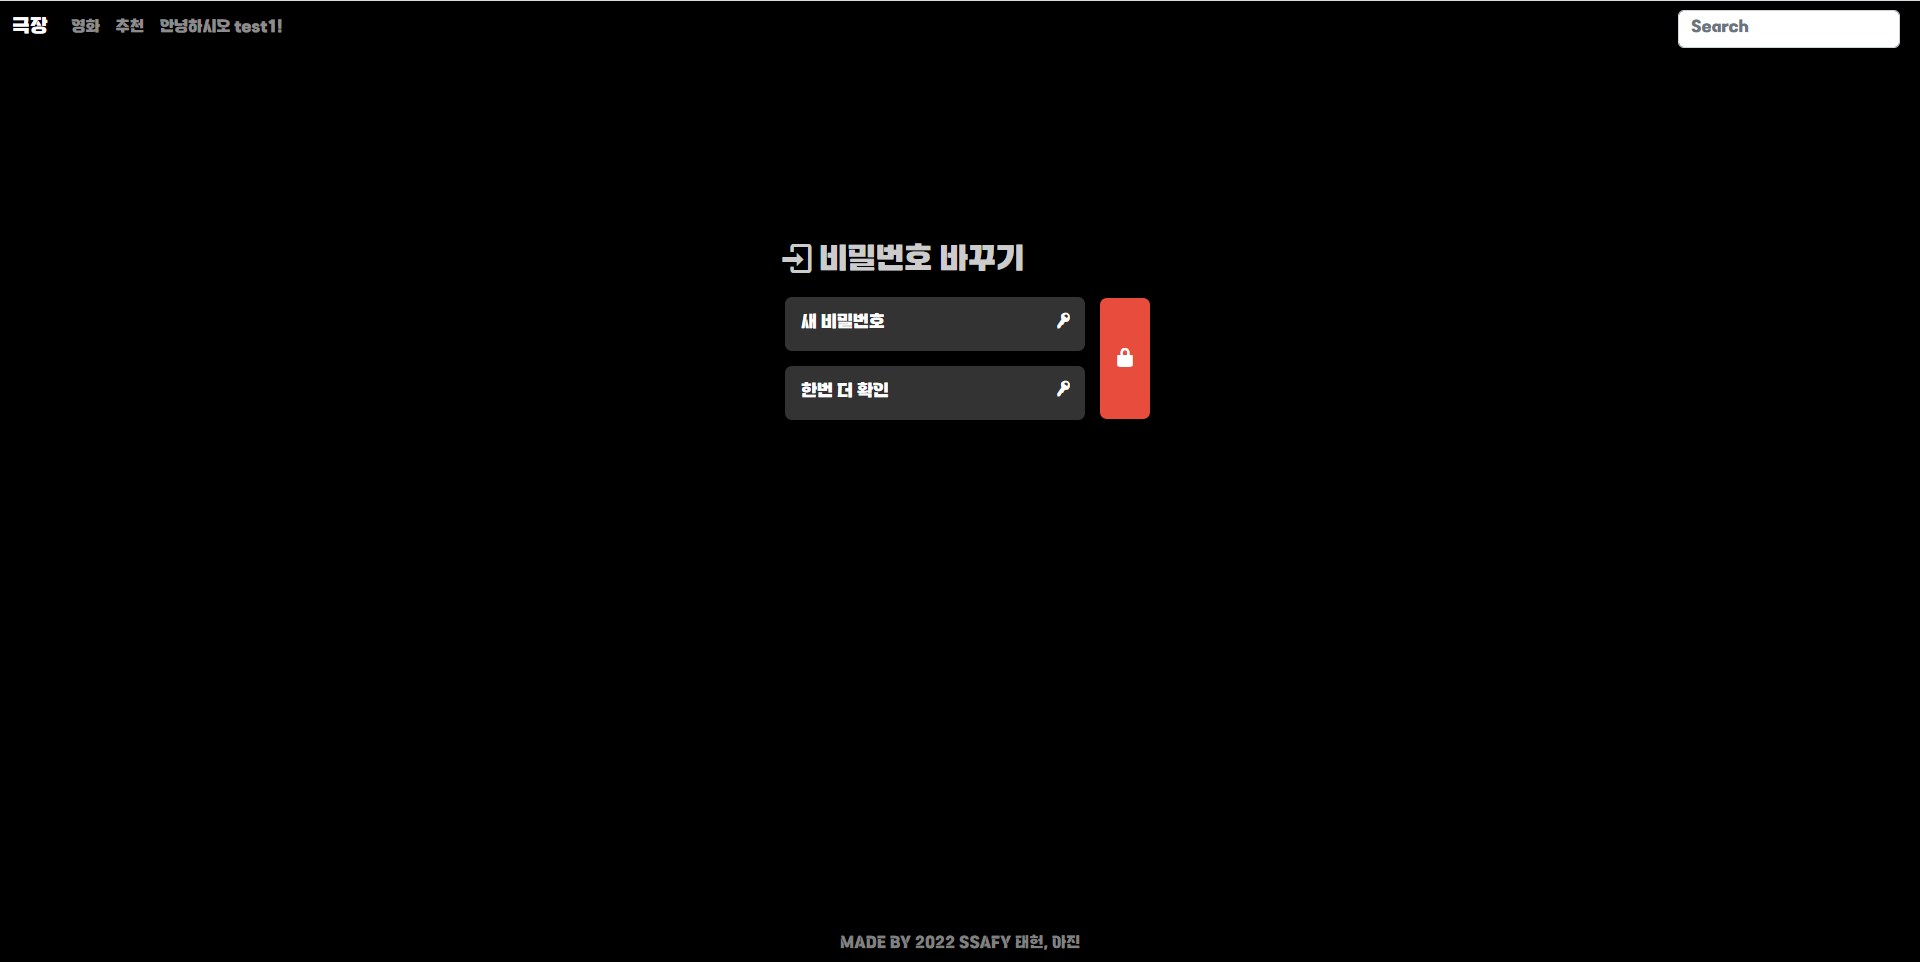 극장 영화 추천 안녕하시오 test1! Search
비밀번호 바꾸기
새 비밀번호
한번 더 확인
MADE BY 2022 SSAFY 태헌, 아진